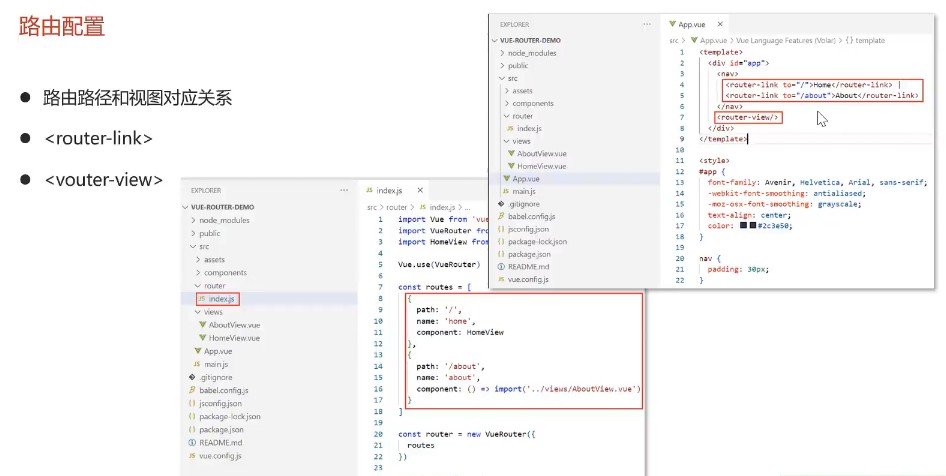 路由配置
● 路由路径和视图对应关系
● <router-link>
● <vouter-view>
EXPLORER ···
VUE-ROUTER-DEMO
node_modules
public
src
assets
components
router
JS index.js
views
AboutView.vue
HomeView.vue
App.vue
JS main.js
.gitignore
babel.config.js
{} jsconfig.json
{} package-lock.json
{} package.json
README.md
JS vue.config.js
JS index.js ×
src > router > JS index.js > ...
1 import Vue from 'vue
2 import VueRouter fro
3 import HomeView from
4
5 Vue.use(VueRouter)
6
7 const routes = [
8 {
9 path: '/',
10 name: 'home',
11 component: HomeView
12 },
13 {
14 path: '/about',
15 name: 'about',
16 component: () => import('../views/AboutView.vue')
17 }
18 ]
19
20 const router = new VueRouter({
21 routes
22 })
23
EXPLORER ···
VUE-ROUTER-DEMO
node_modules
public
src
assets
components
router
JS index.js
views
AboutView.vue
HomeView.vue
App.vue
JS main.js
.gitignore
babel.config.js
{} jsconfig.json
{} package-lock.json
{} package.json
README.md
JS vue.config.js
App.vue ×
src > App.vue > Vue Language Features (Volar) > {} template
1 <template>
2 <div id="app">
3 <nav>
4 <router-link to="/">Home</router-link> |
5 <router-link to="/about">About</router-link>
6 </nav>
7 <router-view/>
8 </div>
9 </template>
10
11 <style>
12 #app {
13 font-family: Avenir, Helvetica, Arial, sans-serif;
14 -webkit-font-smoothing: antialiased;
15 -moz-osx-font-smoothing: grayscale;
16 text-align: center;
17 color: #2c3e50;
18 }
19
20 nav {
21 padding: 30px;
22 }